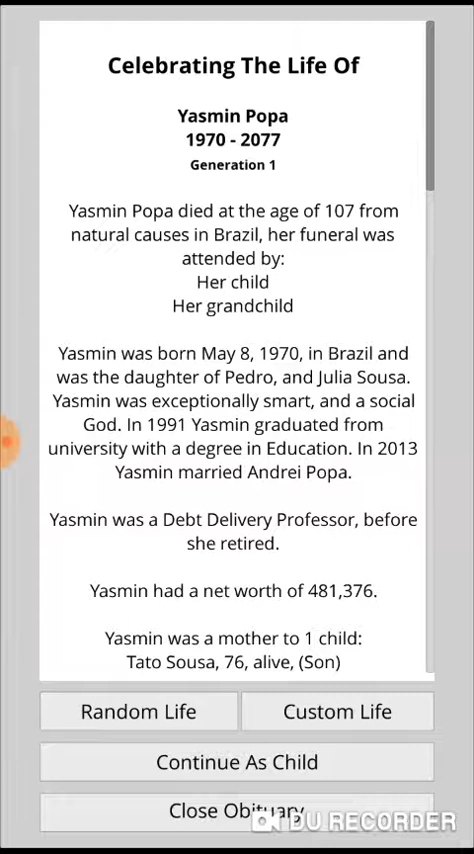 Celebrating The Life Of
Yasmin Popa
1970 - 2077
Generation 1
Yasmin Popa died at the age of 107 from
natural causes in Brazil, her funeral was
attended by:
Her child
Her grandchild
Yasmin was born May 8, 1970, in Brazil and
was the daughter of Pedro, and Julia Sousa.
Yasmin was exceptionally smart, and a social
God. In 1991 Yasmin graduated from
university with a degree in Education. In 2013
Yasmin married Andrei Popa.
Yasmin was a Debt Delivery Professor, before
she retired.
Yasmin had a net worth of 481,376.
Yasmin was a mother to 1 child:
Tato Sousa, 76, alive, (Son)
Random Life
Custom Life
Continue As Child
Close Obituary
DU RECORDER